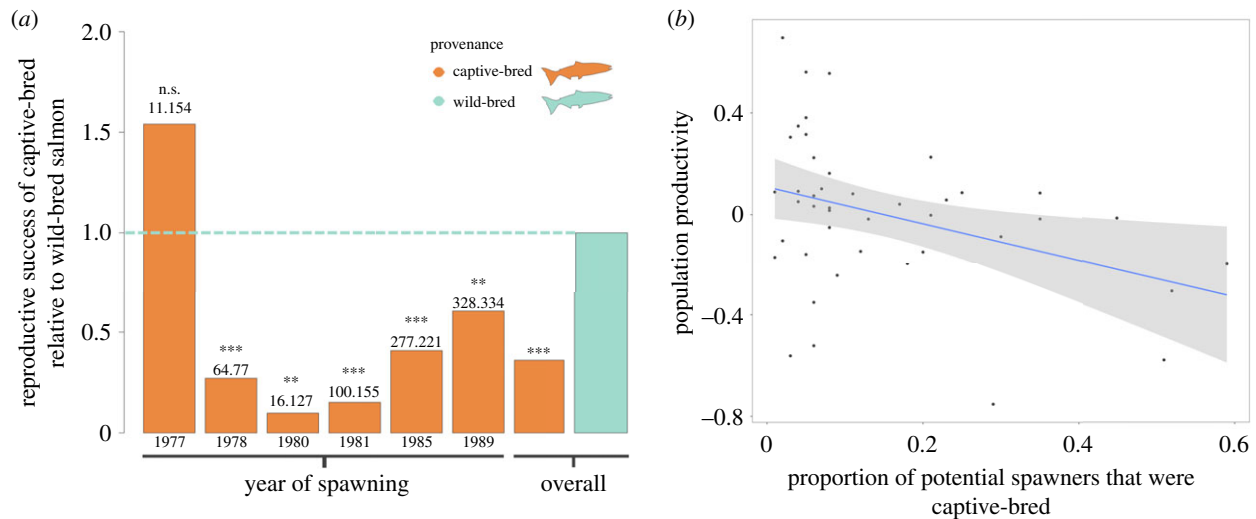 (a)
reproductive success of captive-bred
relative to wild-bred salmon
2.0
1.5
1.0
0.5
0
provenance
captive-bred
wild-bred
n.s.
11.154
***
64.77
**
16.127
***
100.155
***
277.221
**
328.334
***
1977
1978
1980
1981
1985
1989
year of spawning
overall
(b)
population productivity
0.4
0
–0.4
–0.8
0
0.2
0.4
0.6
proportion of potential spawners that were
captive-bred